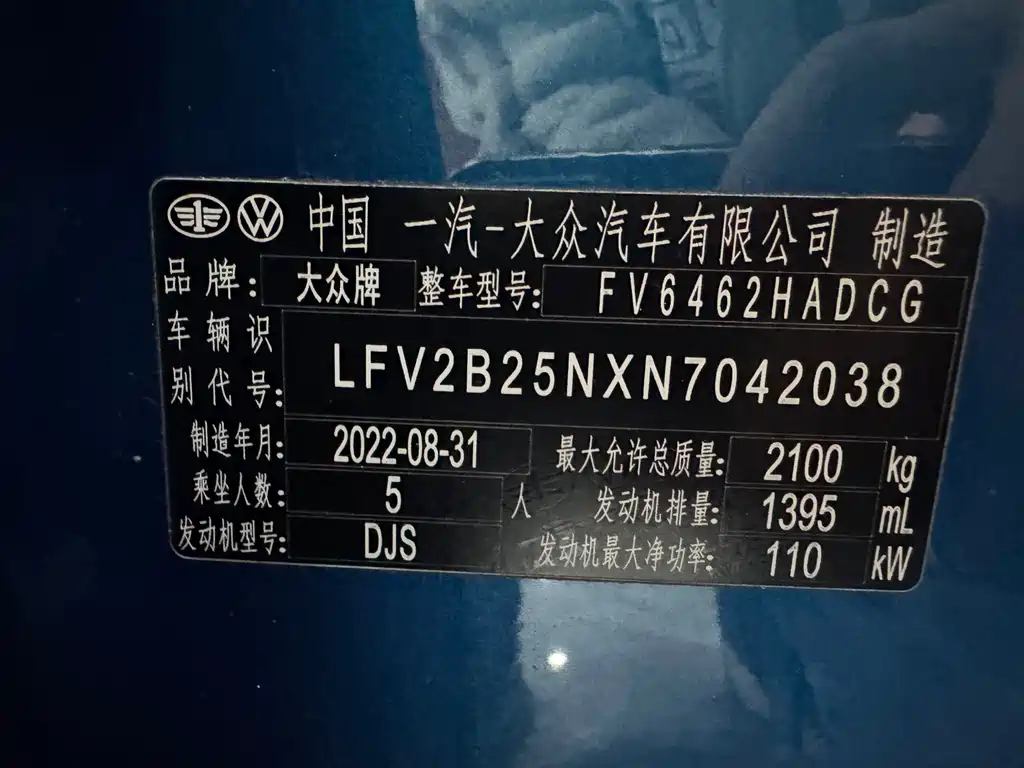 中国 一汽-大众汽车有限公司 制造
品牌: 大众牌 整车型号: FV6462HADCG
车辆识别代号: LFV2B25NXN7042038
制造年月: 2022-08-31 最大允许总质量: 2100 kg
乘坐人数: 5 人 发动机排量: 1395 mL
发动机型号: DJS 发动机最大净功率: 110 kW